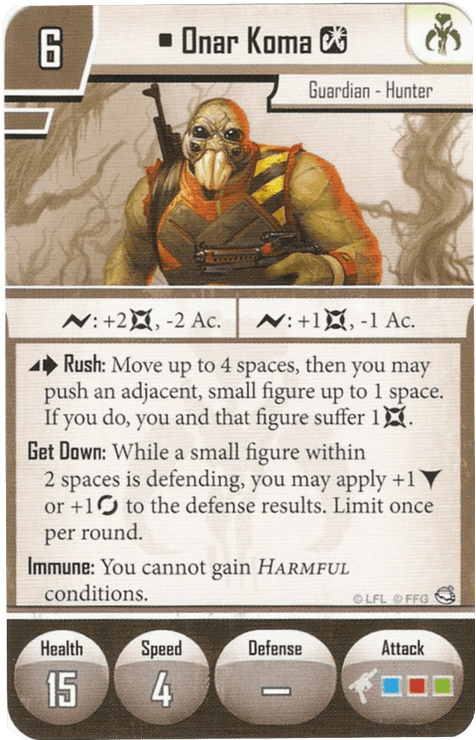 6
Onar Koma
Guardian - Hunter
: +2, -2 Ac.
: +1, -1 Ac.
Rush: Move up to 4 spaces, then you may
push an adjacent, small figure up to 1 space.
If you do, you and that figure suffer 1.
Get Down: While a small figure within
2 spaces is defending, you may apply +1
or +1 to the defense results. Limit once
per round.
Immune: You cannot gain HARMFUL
conditions.
© LFL © FFG
Health
15
Speed
4
Defense
–
Attack